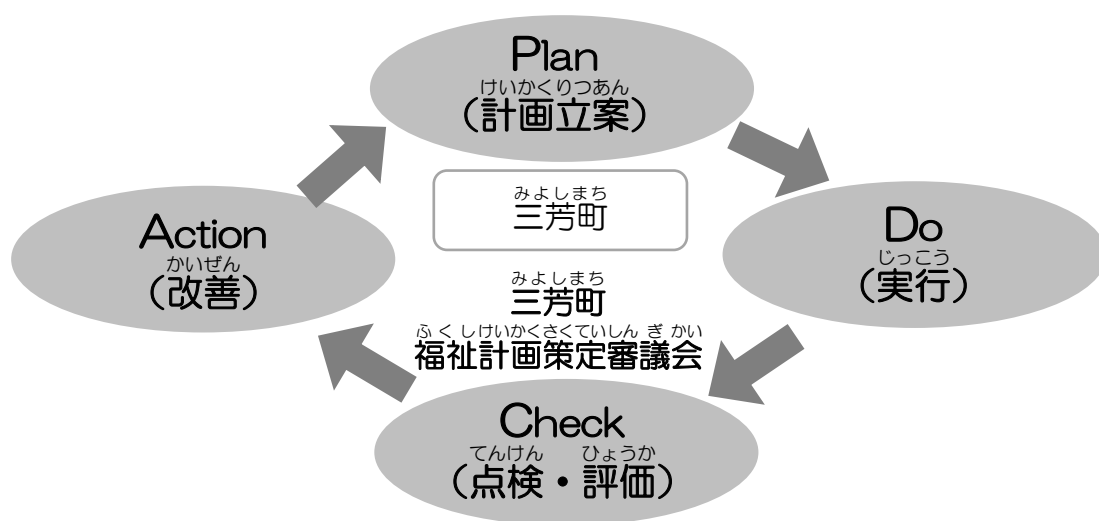 Plan
けいかくりつあん
(計画立案)
みよしまち
三芳町
Action
かいぜん
(改善)
Do
じっこう
(実行)
みよしまち
三芳町
ふくしけいかくさくていしんぎかい
福祉計画策定審議会
Check
てんけん ひょうか
(点検・評価)